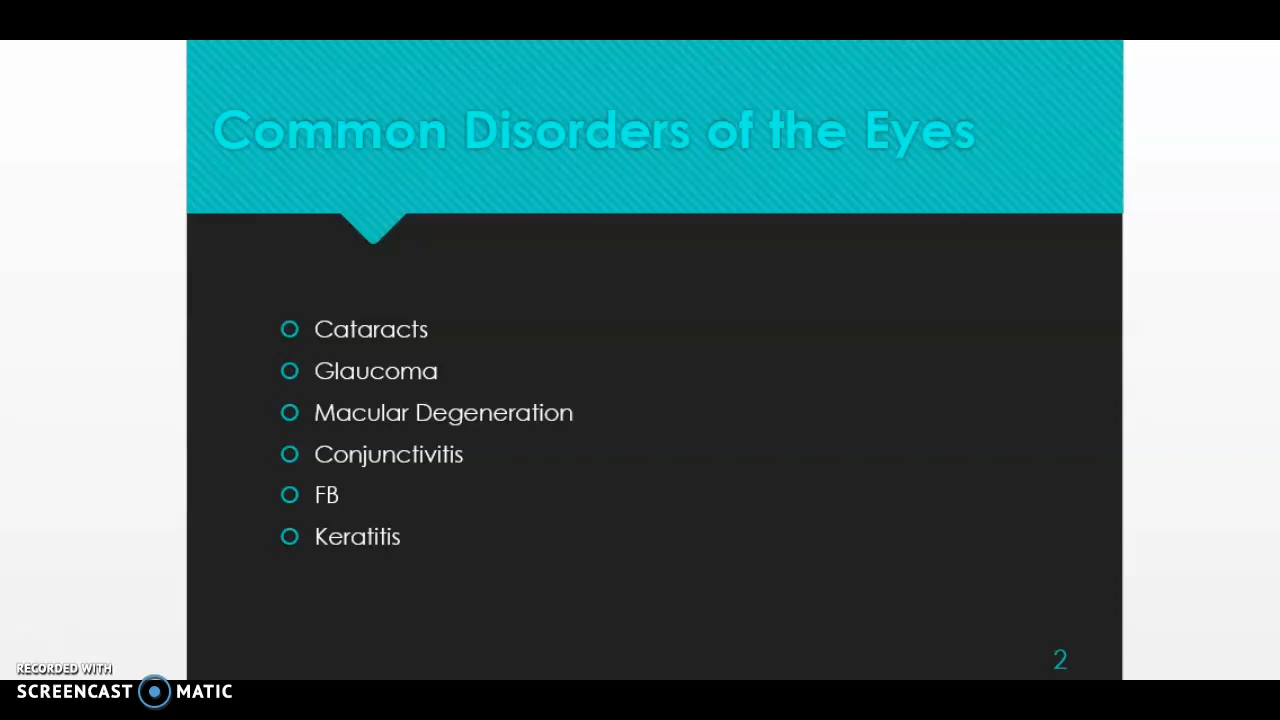 Common Disorders of the Eyes
Cataracts
Glaucoma
Macular Degeneration
Conjunctivitis
FB
Keratitis
2
RECORDED WITH
SCREENCAST MATIC